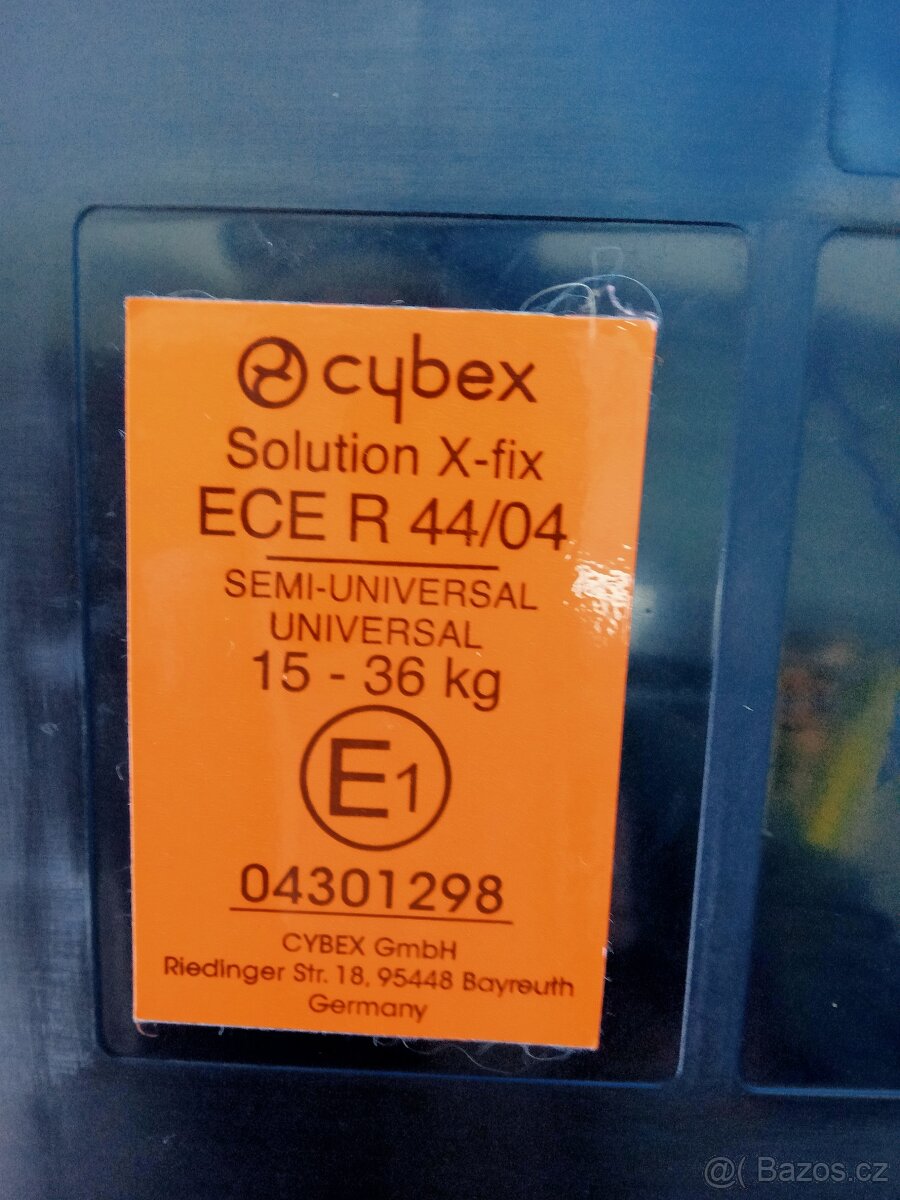 cybex
Solution X-fix
ECE R 44/04
SEMI-UNIVERSAL
UNIVERSAL
15 - 36 kg
E1
04301298
CYBEX GmbH
Riedinger Str. 18, 95448 Bayreuth
Germany
@( Bazos.cz